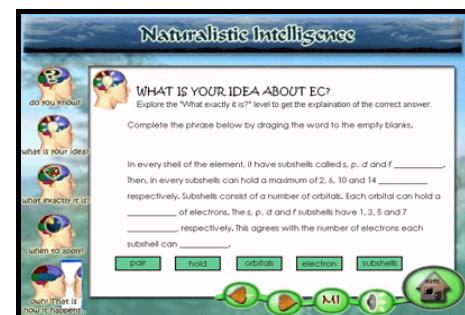 Naturalistic Intelligence
do you know?
what is your idea?
what exactly it is?
when to apply?
owh! That is
how it happens!
WHAT IS YOUR IDEA ABOUT EC?
Explore the "What exactly it is?" level to get the explaination of the correct answer.
Complete the phrase below by draging the word to the empty blanks.
In every shell of the element, it have subshells called s, p, d and f __________.
Then, in every subshells can hold a maximum of 2, 6, 10 and 14 __________
respectively. Subshells consist of a number of orbitals. Each orbital can hold a
__________ of electrons. The s, p, d and f subshells have 1, 3, 5 and 7
__________, respectively. This agrees with the number of electrons each
subshell can __________.
pair
hold
orbitals
electron
subshells
M1
HOME